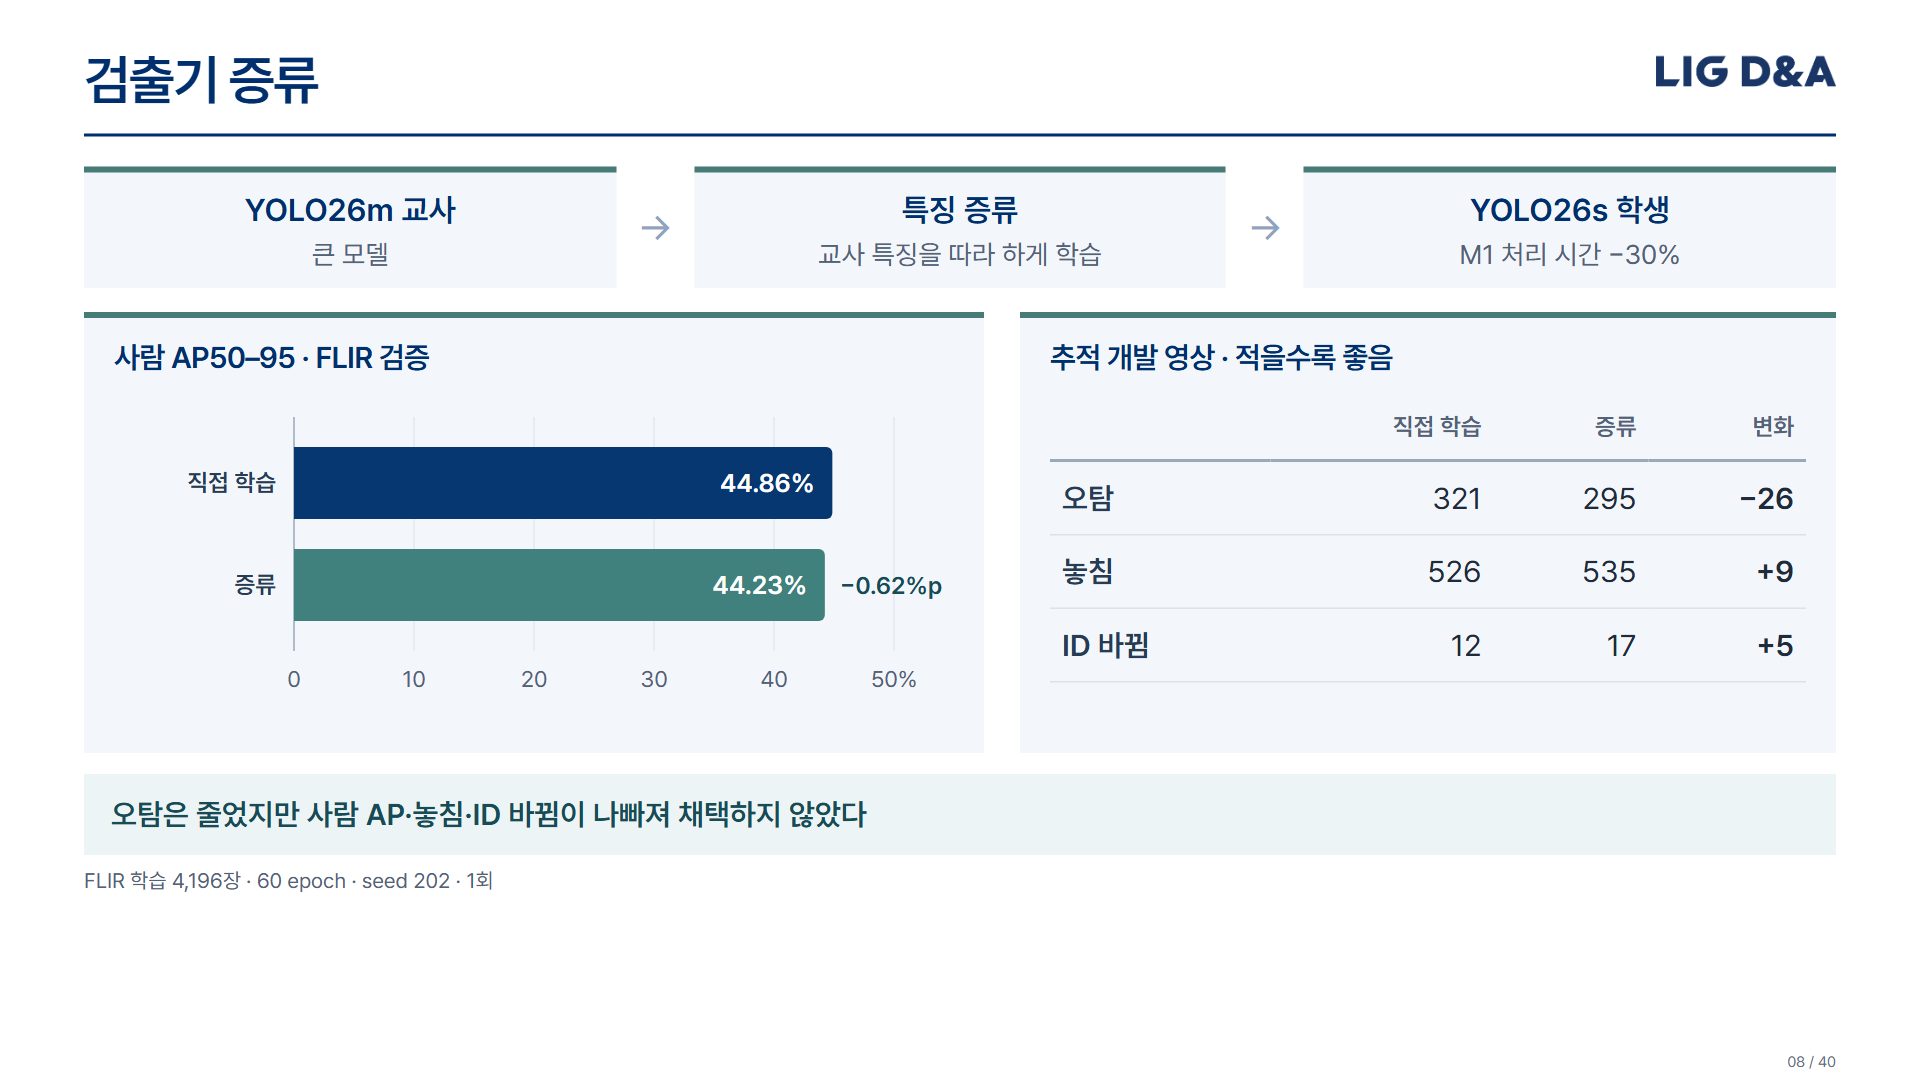 검출기 증류
LIG D&A
YOLO26m 교사
큰 모델
→
특징 증류
교사 특징을 따라 하게 학습
→
YOLO26s 학생
M1 처리 시간 −30%
사람 AP50–95 · FLIR 검증
직접 학습
44.86%
증류
44.23%
−0.62%p
0 10 20 30 40 50%
추적 개발 영상 · 적을수록 좋음
직접 학습 증류 변화
오탐 321 295 −26
놓침 526 535 +9
ID 바뀜 12 17 +5
오탐은 줄었지만 사람 AP·놓침·ID 바뀜이 나빠져 채택하지 않았다
FLIR 학습 4,196장 · 60 epoch · seed 202 · 1회
08 / 40